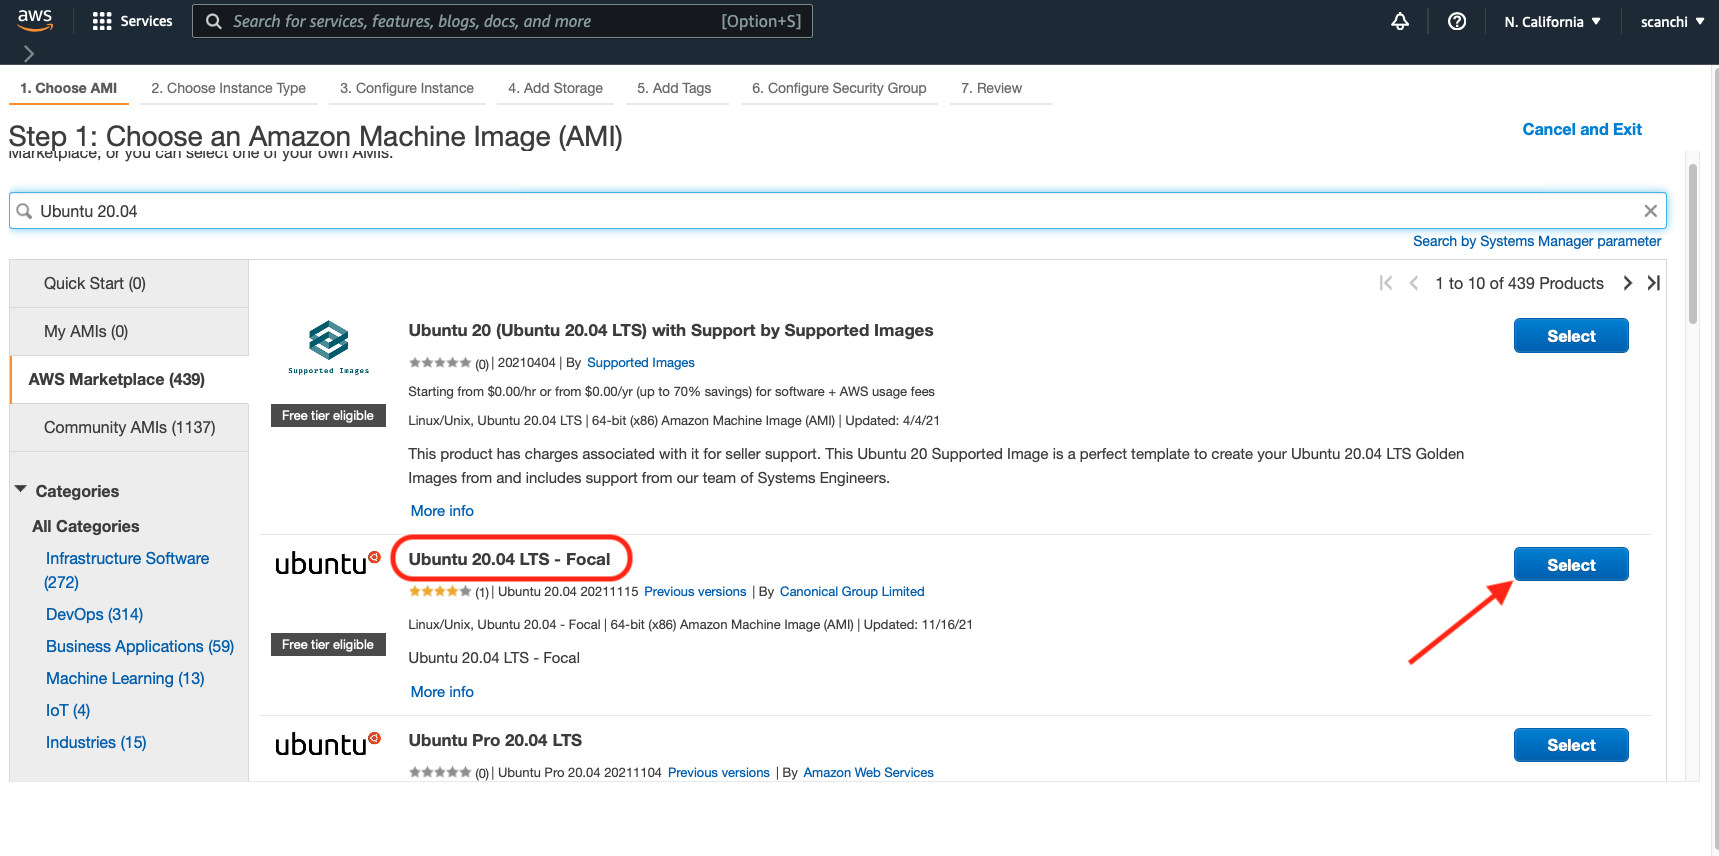 aws
Services
Search for services, features, blogs, docs, and more
[Option+S]
N. California
scanchi
1. Choose AMI
2. Choose Instance Type
3. Configure Instance
4. Add Storage
5. Add Tags
6. Configure Security Group
7. Review
Step 1: Choose an Amazon Machine Image (AMI)
Cancel and Exit
Marketplace; or you can select one of your own AMIs.
Ubuntu 20.04
Search by Systems Manager parameter
Quick Start (0)
My AMIs (0)
AWS Marketplace (439)
Community AMIs (1137)
Categories
All Categories
Infrastructure Software
(272)
DevOps (314)
Business Applications (59)
Machine Learning (13)
IoT (4)
Industries (15)
1 to 10 of 439 Products
Supported Images
Free tier eligible
Ubuntu 20 (Ubuntu 20.04 LTS) with Support by Supported Images
(0) | 20210404 | By Supported Images
Starting from $0.00/hr or from $0.00/yr (up to 70% savings) for software + AWS usage fees
Linux/Unix, Ubuntu 20.04 LTS | 64-bit (x86) Amazon Machine Image (AMI) | Updated: 4/4/21
This product has charges associated with it for seller support. This Ubuntu 20 Supported Image is a perfect template to create your Ubuntu 20.04 LTS Golden
Images from and includes support from our team of Systems Engineers.
More info
Select
ubuntu
Free tier eligible
Ubuntu 20.04 LTS - Focal
(1) | Ubuntu 20.04 20211115 Previous versions | By Canonical Group Limited
Linux/Unix, Ubuntu 20.04 - Focal | 64-bit (x86) Amazon Machine Image (AMI) | Updated: 11/16/21
Ubuntu 20.04 LTS - Focal
More info
Select
ubuntu
Ubuntu Pro 20.04 LTS
(0) | Ubuntu Pro 20.04 20211104 Previous versions | By Amazon Web Services
Select